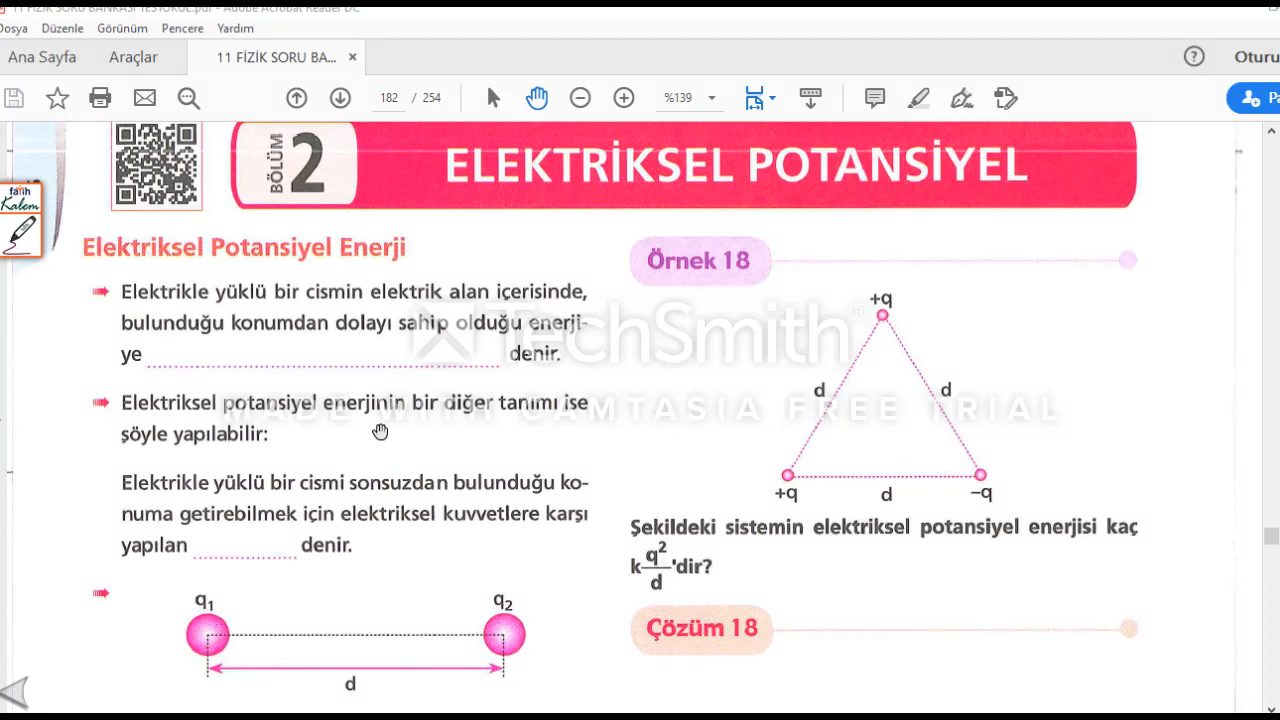 11 FİZİK SORU BANKASI TESTOKUL.pdf - Adobe Acrobat Reader DC
Dosya Düzenle Görünüm Pencere Yardım
Ana Sayfa Araçlar 11 FİZİK SORU BA... × ? Oturu
182 / 254 %139 Pa
BÖLÜM 2 ELEKTRİKSEL POTANSİYEL
fatih
Kalem
Elektriksel Potansiyel Enerji
Elektrikle yüklü bir cismin elektrik alan içerisinde,
bulunduğu konumdan dolayı sahip olduğu enerji-
ye denir.
Elektriksel potansiyel enerjinin bir diğer tanımı ise
şöyle yapılabilir:
Elektrikle yüklü bir cismi sonsuzdan bulunduğu ko-
numa getirebilmek için elektriksel kuvvetlere karşı
yapılan denir.
q1 q2
d
Örnek 18
+q
d d
+q d −q
Şekildeki sistemin elektriksel potansiyel enerjisi kaç
k q²/d 'dir?
Çözüm 18
TechSmith®
MADE WITH CAMTASIA FREE TRIAL